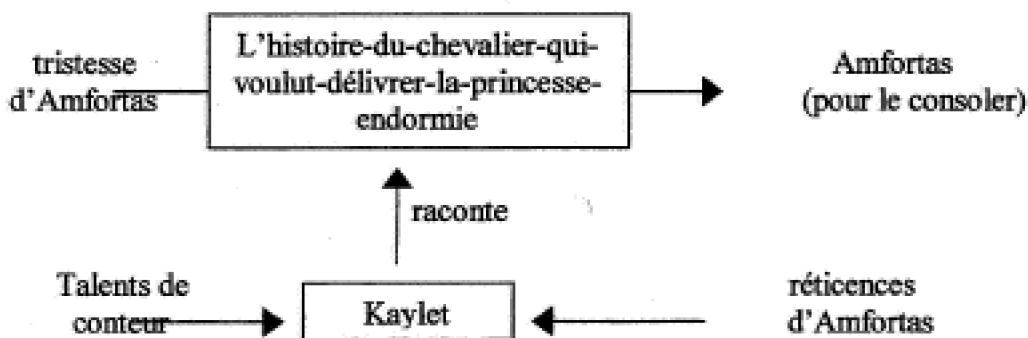 tristesse
d'Amfortas
L'histoire-du-chevalier-qui-
voulut-délivrer-la-princesse-
endormie
Amfortas
(pour le consoler)
raconte
Talents de
conteur
Kaylet
réticences
d'Amfortas